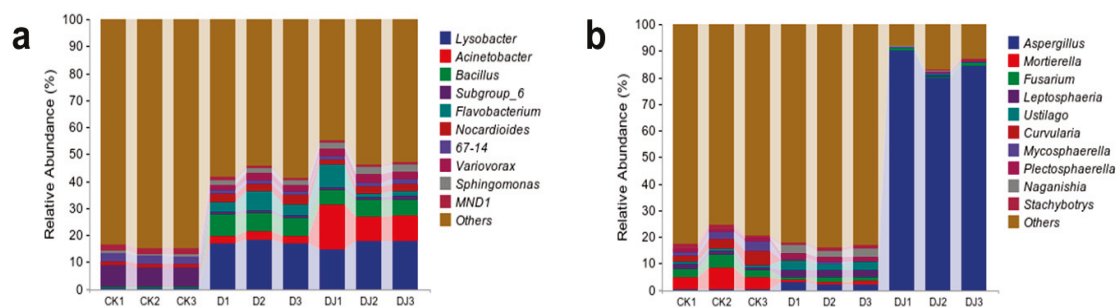 a
Relative Abundance (%)
100
90
80
70
60
50
40
30
20
10
0
CK1 CK2 CK3 D1 D2 D3 DJ1 DJ2 DJ3
Lysobacter
Acinetobacter
Bacillus
Subgroup_6
Flavobacterium
Nocardioides
67-14
Variovorax
Sphingomonas
MND1
Others
b
Relative Abundance (%)
100
90
80
70
60
50
40
30
20
10
0
CK1 CK2 CK3 D1 D2 D3 DJ1 DJ2 DJ3
Aspergillus
Mortierella
Fusarium
Leptosphaeria
Ustilago
Curvularia
Mycosphaerella
Plectosphaerella
Naganishia
Stachybotrys
Others